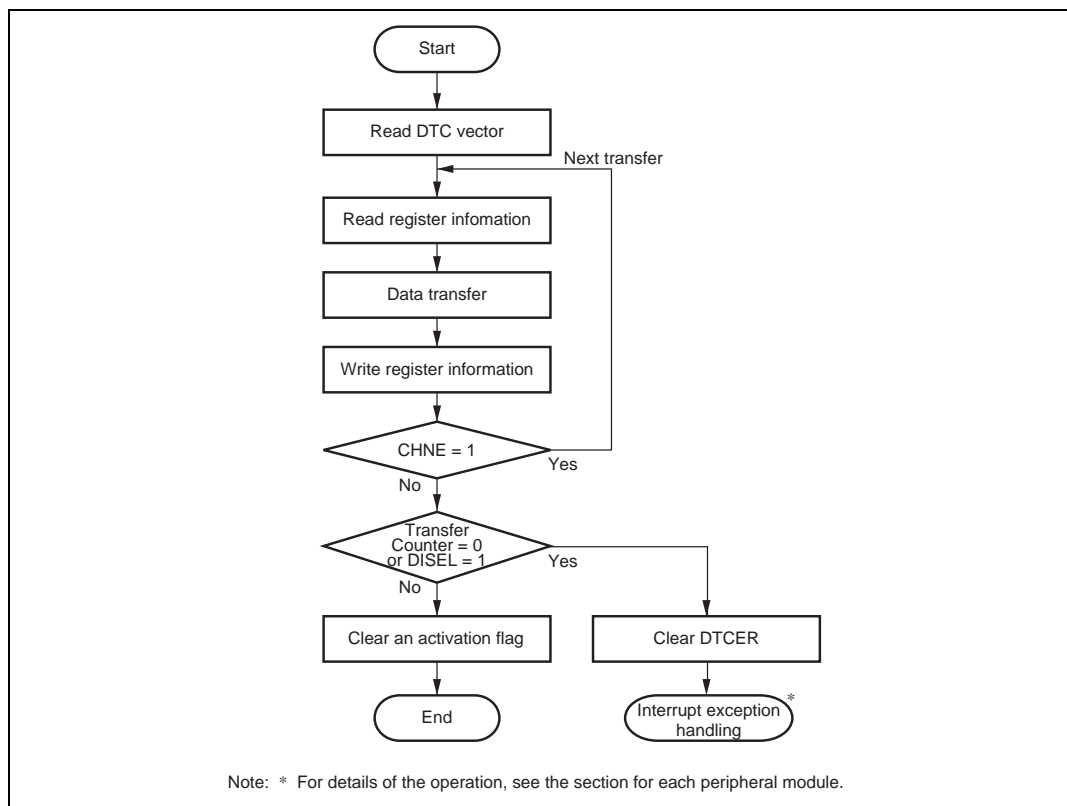 Start
Read DTC vector
Next transfer
Read register infomation
Data transfer
Write register information
CHNE = 1
Yes
No
Transfer
Counter = 0
or DISEL = 1
Yes
No
Clear an activation flag
Clear DTCER
End
Interrupt exception
handling
*
Note: * For details of the operation, see the section for each peripheral module.